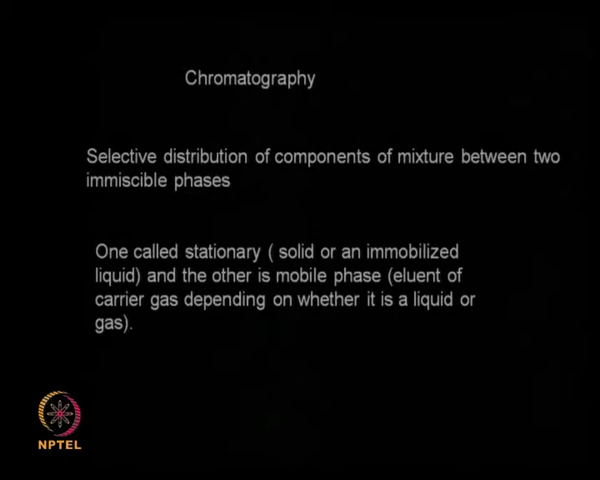 Chromatography
Selective distribution of components of mixture between two
immiscible phases
One called stationary ( solid or an immobilized
liquid) and the other is mobile phase (eluent of
carrier gas depending on whether it is a liquid or
gas).
NPTEL